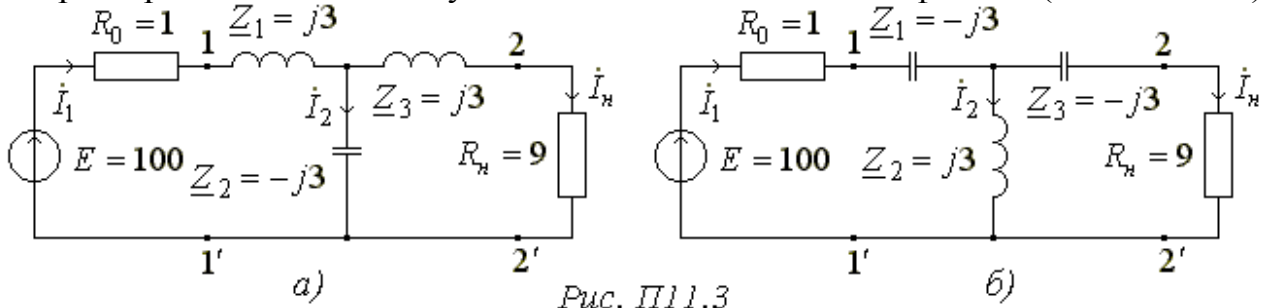 R₀ = 1
1
Z₁ = j3
2
İ₁
İ₂
Z₃ = j3
İн
E = 100
Z₂ = −j3
Rн = 9
1'
2'
а)
R₀ = 1
1
Z₁ = −j3
2
İ₁
İ₂
Z₃ = −j3
İн
E = 100
Z₂ = j3
Rн = 9
1'
2'
б)
Рис. П11.3